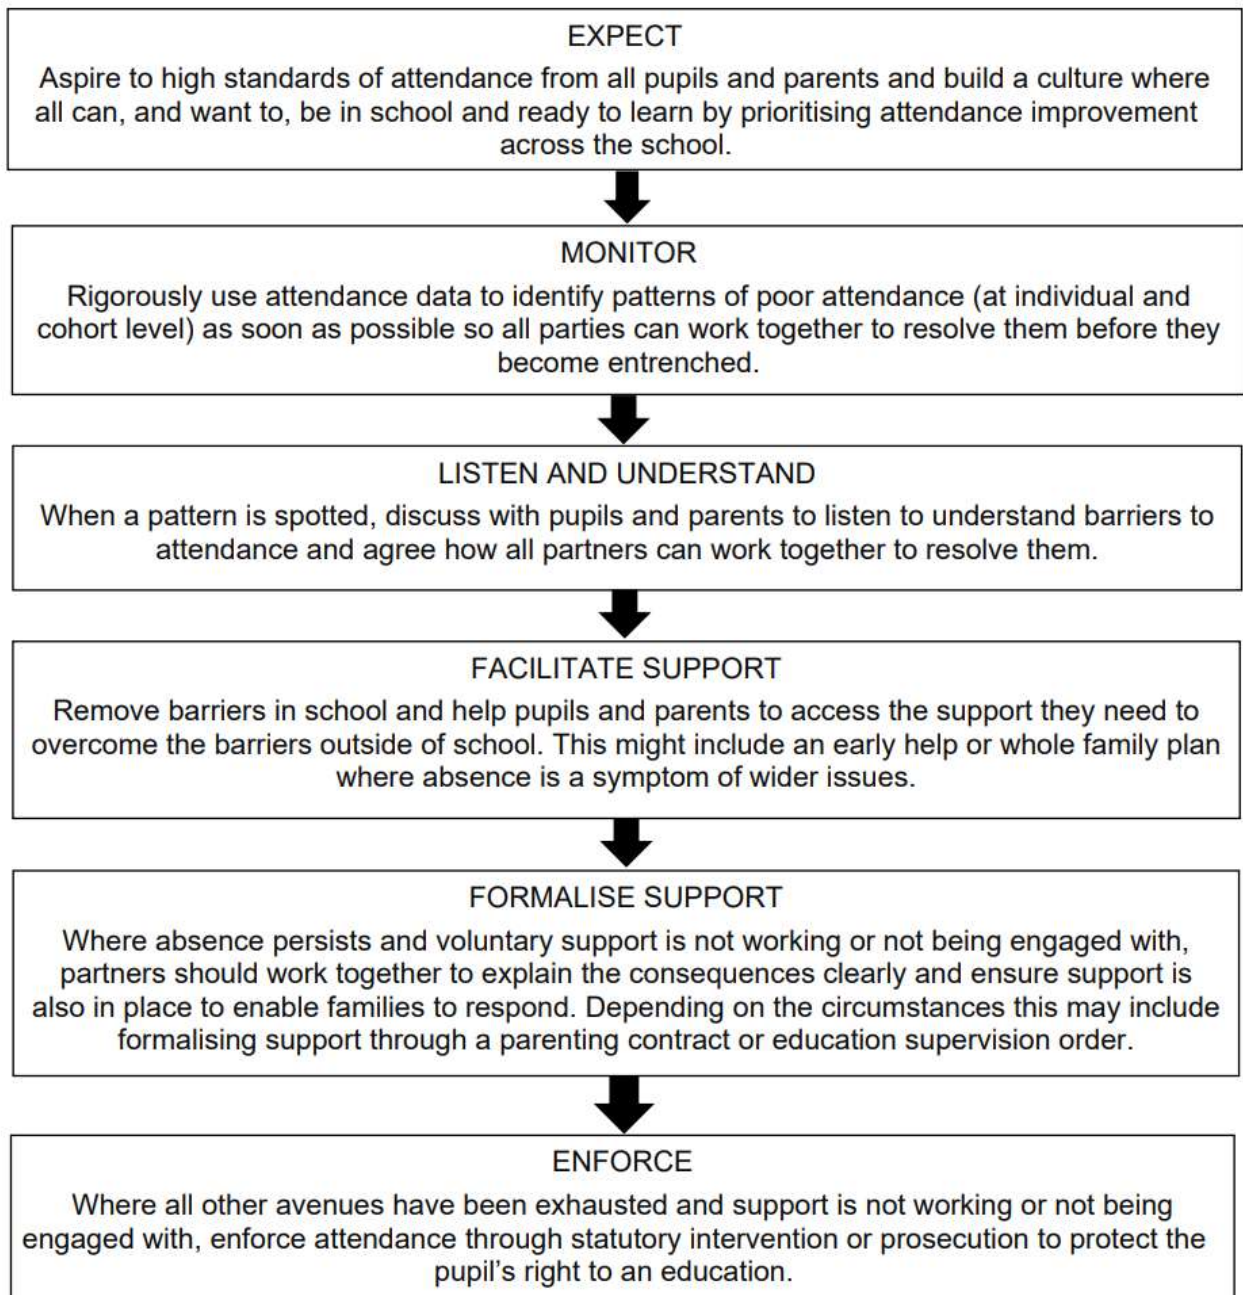 EXPECT
Aspire to high standards of attendance from all pupils and parents and build a culture where
all can, and want to, be in school and ready to learn by prioritising attendance improvement
across the school.
MONITOR
Rigorously use attendance data to identify patterns of poor attendance (at individual and
cohort level) as soon as possible so all parties can work together to resolve them before they
become entrenched.
LISTEN AND UNDERSTAND
When a pattern is spotted, discuss with pupils and parents to listen to understand barriers to
attendance and agree how all partners can work together to resolve them.
FACILITATE SUPPORT
Remove barriers in school and help pupils and parents to access the support they need to
overcome the barriers outside of school. This might include an early help or whole family plan
where absence is a symptom of wider issues.
FORMALISE SUPPORT
Where absence persists and voluntary support is not working or not being engaged with,
partners should work together to explain the consequences clearly and ensure support is
also in place to enable families to respond. Depending on the circumstances this may include
formalising support through a parenting contract or education supervision order.
ENFORCE
Where all other avenues have been exhausted and support is not working or not being
engaged with, enforce attendance through statutory intervention or prosecution to protect the
pupil’s right to an education.